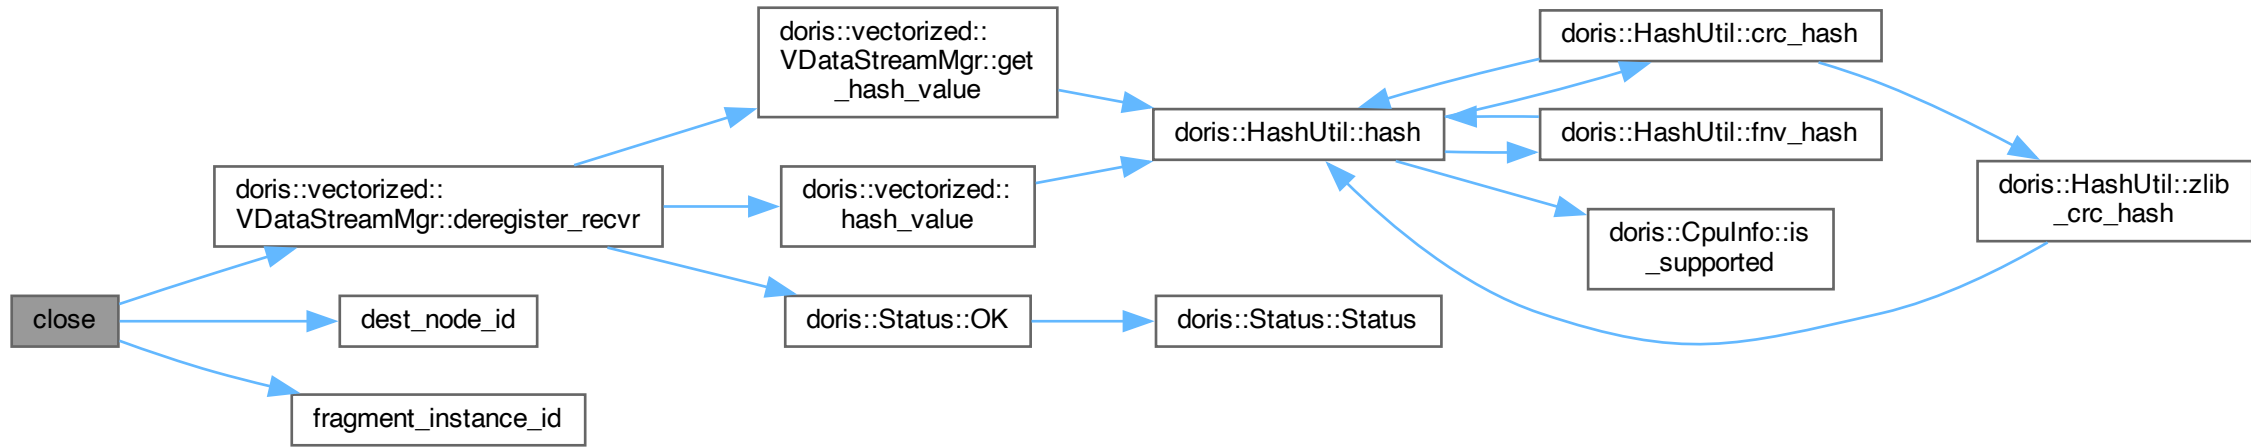 close
doris::vectorized::
VDataStreamMgr::deregister_recvr
dest_node_id
fragment_instance_id
doris::vectorized::
VDataStreamMgr::get
_hash_value
doris::vectorized::
hash_value
doris::Status::OK
doris::HashUtil::hash
doris::Status::Status
doris::HashUtil::crc_hash
doris::HashUtil::fnv_hash
doris::CpuInfo::is
_supported
doris::HashUtil::zlib
_crc_hash